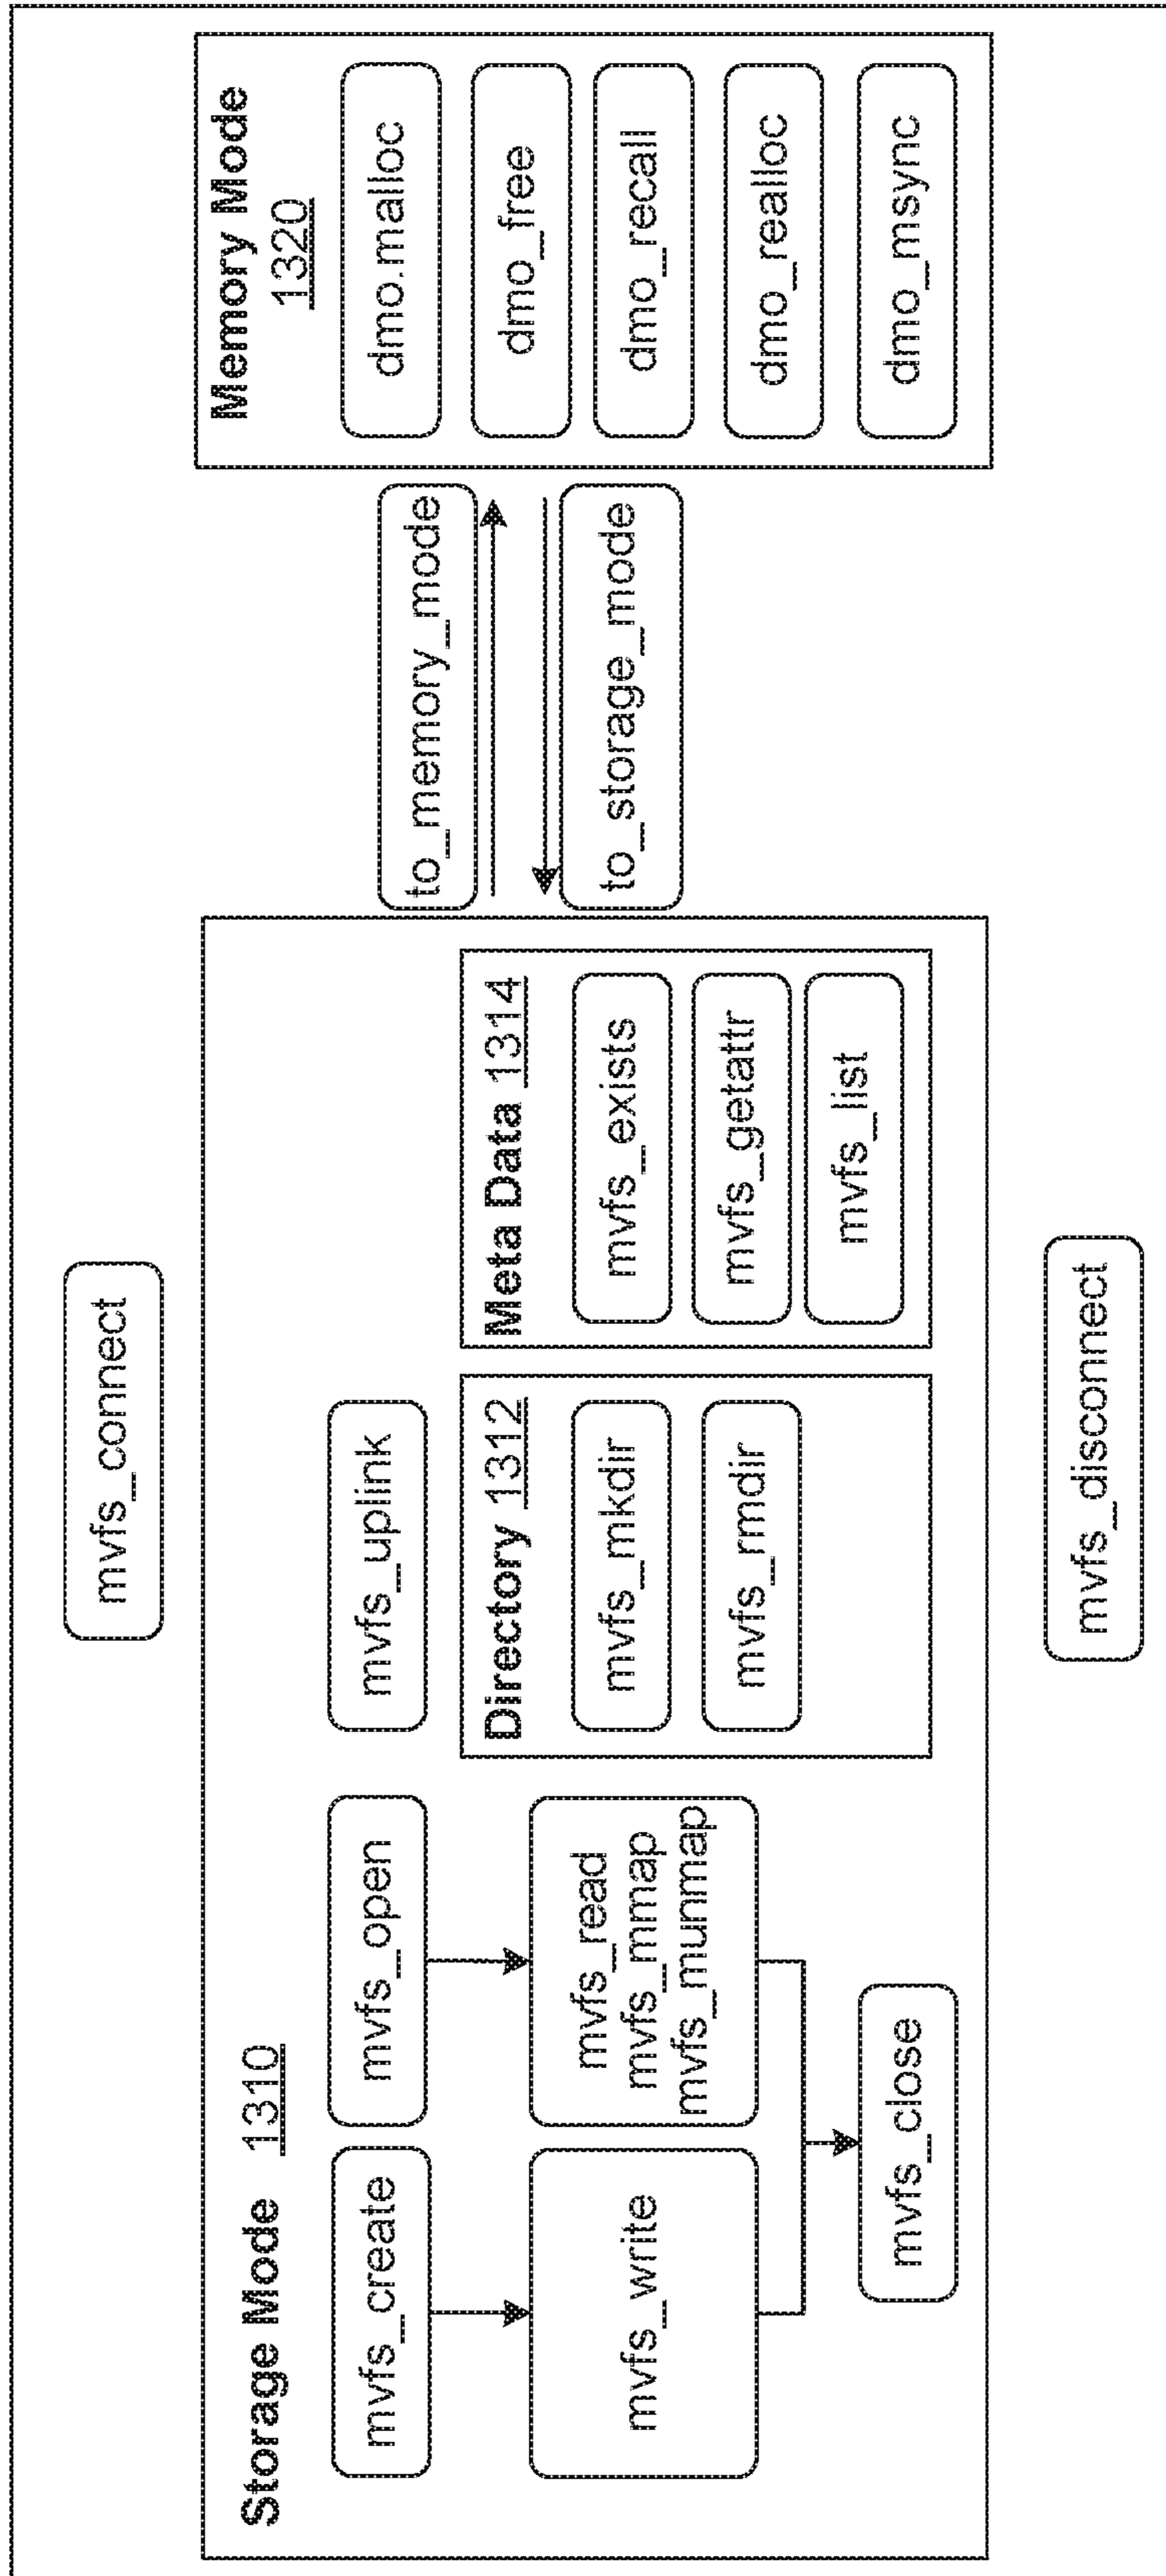 mvfs_connect
Storage Mode 1310
mvfs_create
mvfs_open
mvfs_uplink
mvfs_write
mvfs_read
mvfs_mmap
mvfs_munmap
mvfs_close
Directory 1312
mvfs_mkdir
mvfs_rmdir
Meta Data 1314
mvfs_exists
mvfs_getattr
mvfs_list
to_memory_mode
to_storage_mode
Memory Mode
1320
dmo.malloc
dmo_free
dmo_recall
dmo_realloc
dmo_msync
mvfs_disconnect